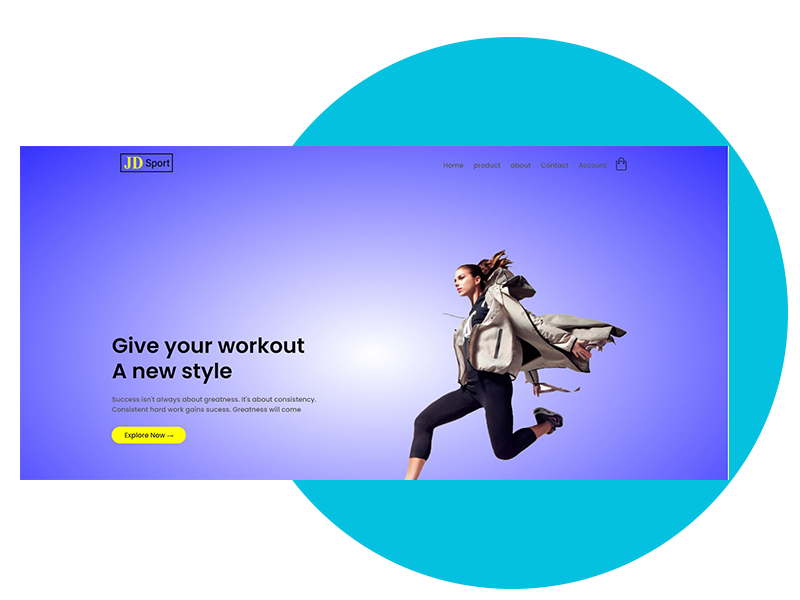 JD Sport
Home product about Contact Account
Give your workout
A new style
Success isn't always about greatness. It's about consistency.
Consistent hard work gains sucess. Greatness will come
Explore Now →